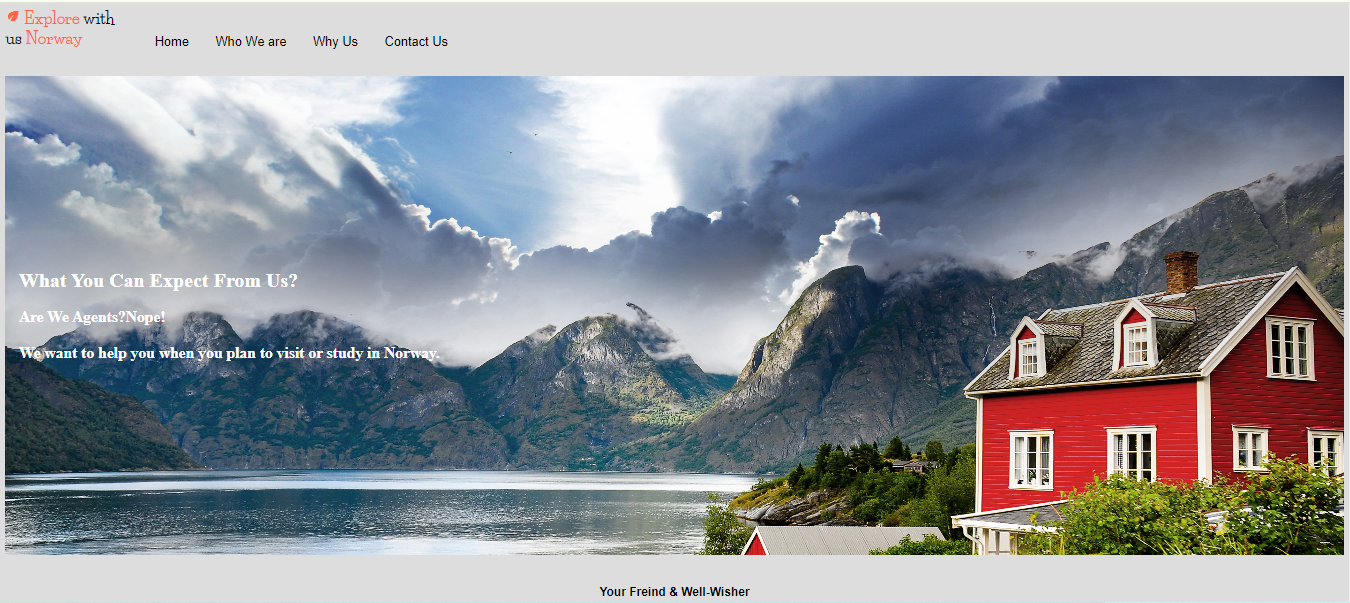 Explore with
us Norway
Home Who We are Why Us Contact Us
What You Can Expect From Us?
Are We Agents?Nope!
We want to help you when you plan to visit or study in Norway.
Your Freind & Well-Wisher